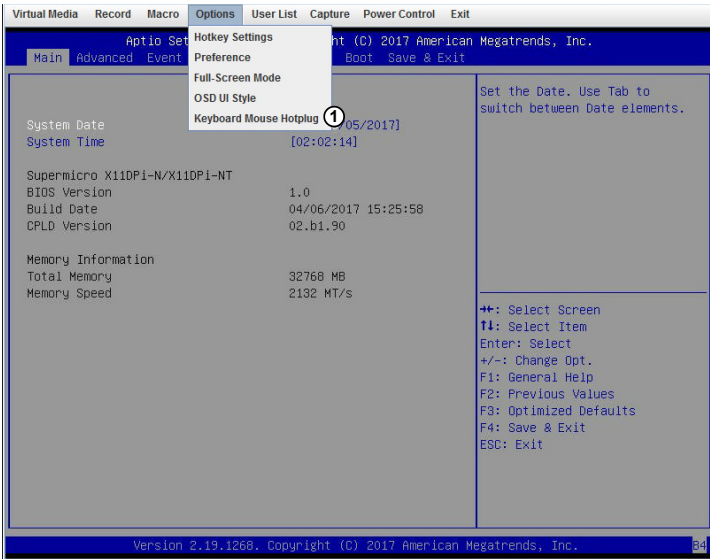 Virtual Media Record Macro Options User List Capture Power Control Exit
Hotkey Settings
Preference
Full-Screen Mode
OSD UI Style
Keyboard Mouse Hotplug 1
Aptio Set ht (C) 2017 American Megatrends, Inc.
Main Advanced Event Boot Save & Exit
Set the Date. Use Tab to
switch between Date elements.
System Date /05/2017]
System Time [02:02:14]
Supermicro X11DPi-N/X11DPi-NT
BIOS Version 1.0
Build Date 04/06/2017 15:25:58
CPLD Version 02.b1.90
Memory Information
Total Memory 32768 MB
Memory Speed 2132 MT/s
→←: Select Screen
↑↓: Select Item
Enter: Select
+/-: Change Opt.
F1: General Help
F2: Previous Values
F3: Optimized Defaults
F4: Save & Exit
ESC: Exit
Version 2.19.1268. Copyright (C) 2017 American Megatrends, Inc.
B4